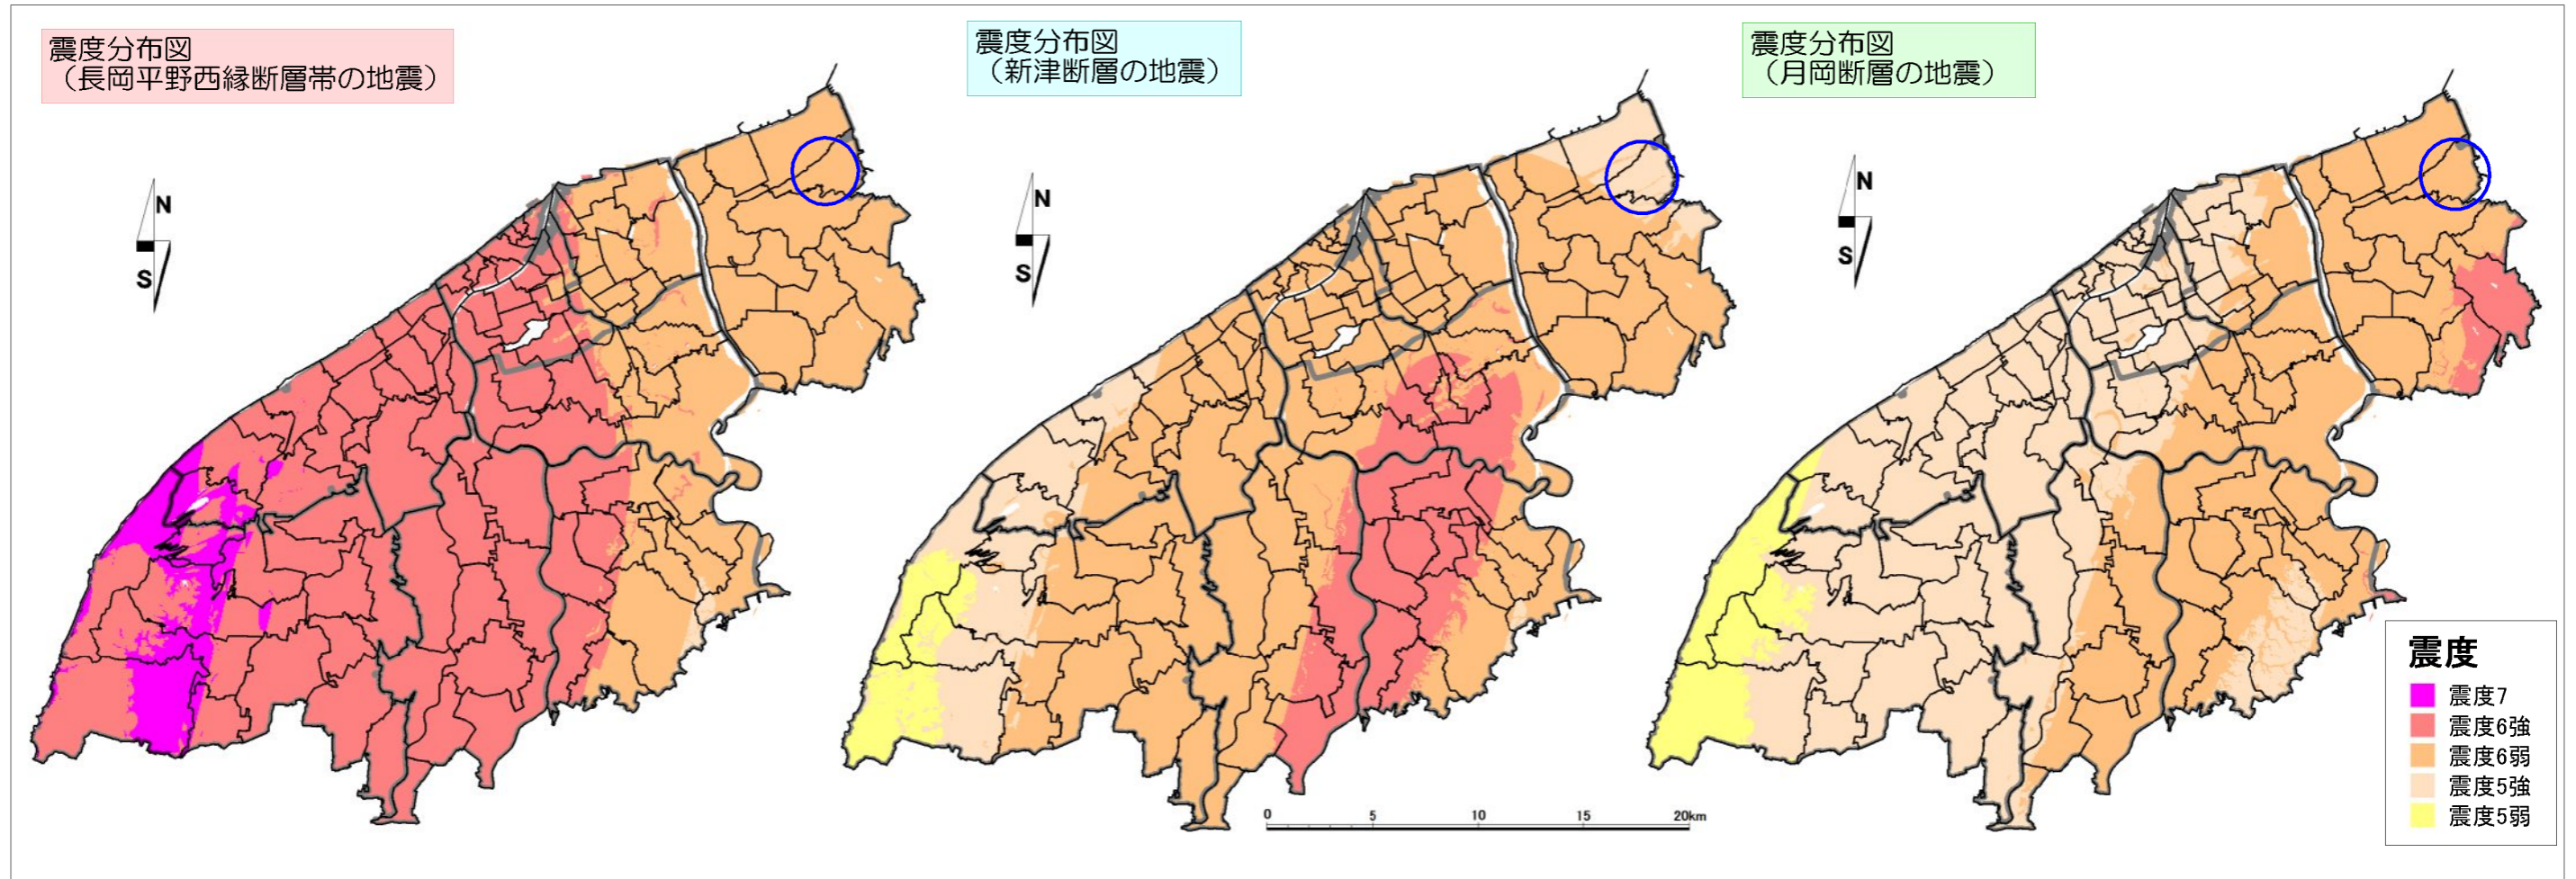 震度分布図
（長岡平野西縁断層帯の地震）
震度分布図
（新津断層の地震）
震度分布図
（月岡断層の地震）
N
S
N
S
N
S
0 5 10 15 20km
震度
震度7
震度6強
震度6弱
震度5強
震度5弱